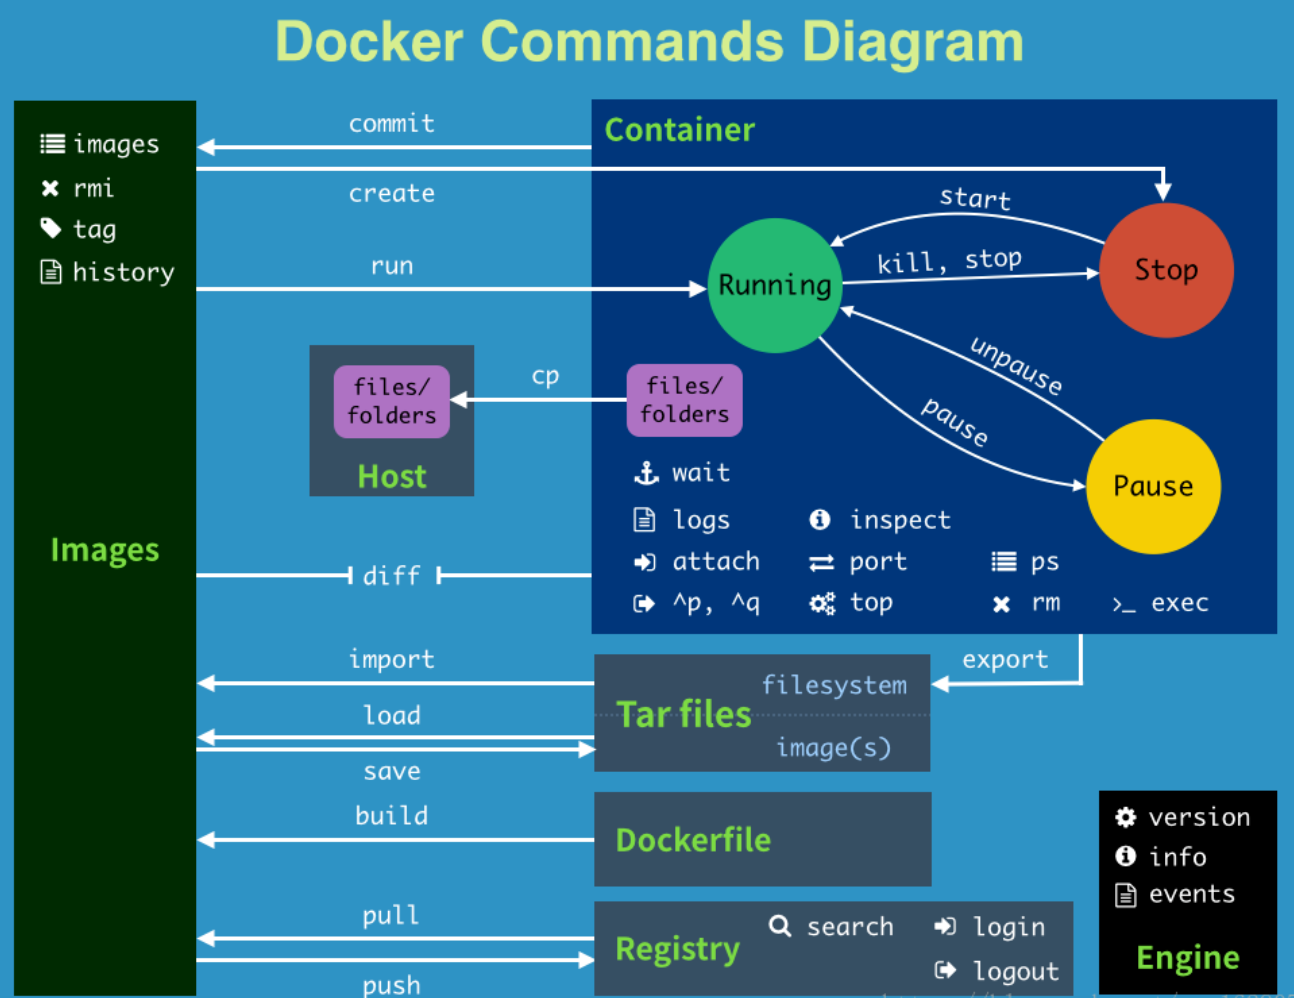 Docker Commands Diagram
images
rmi
tag
history
Images
commit
create
run
Container
start
kill, stop
Running
Stop
unpause
pause
Pause
files/
folders
Host
cp
files/
folders
wait
logs
inspect
attach
port
ps
^p, ^q
top
rm
>_ exec
diff
import
export
load
save
Tar files
filesystem
image(s)
build
Dockerfile
pull
push
Registry
search
login
logout
version
info
events
Engine